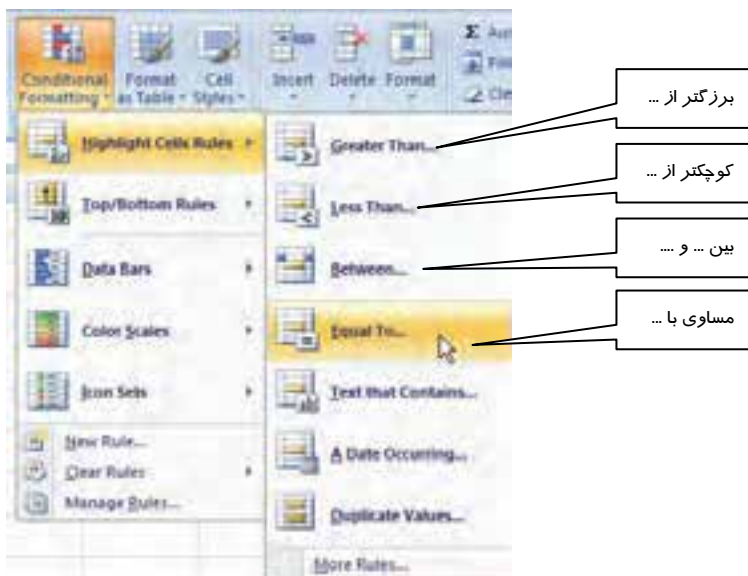 Conditional Formatting
Format as Table
Cell Styles
Insert
Delete
Format
Highlight Cells Rules
Top/Bottom Rules
Data Bars
Color Scales
Icon Sets
New Rule...
Clear Rules
Manage Rules...
Greater Than...
Less Than...
Between...
Equal To...
Text that Contains...
A Date Occurring...
Duplicate Values...
More Rules...
برزگتر از ...
کوچکتر از ...
بین ... و ....
مساوی با ...